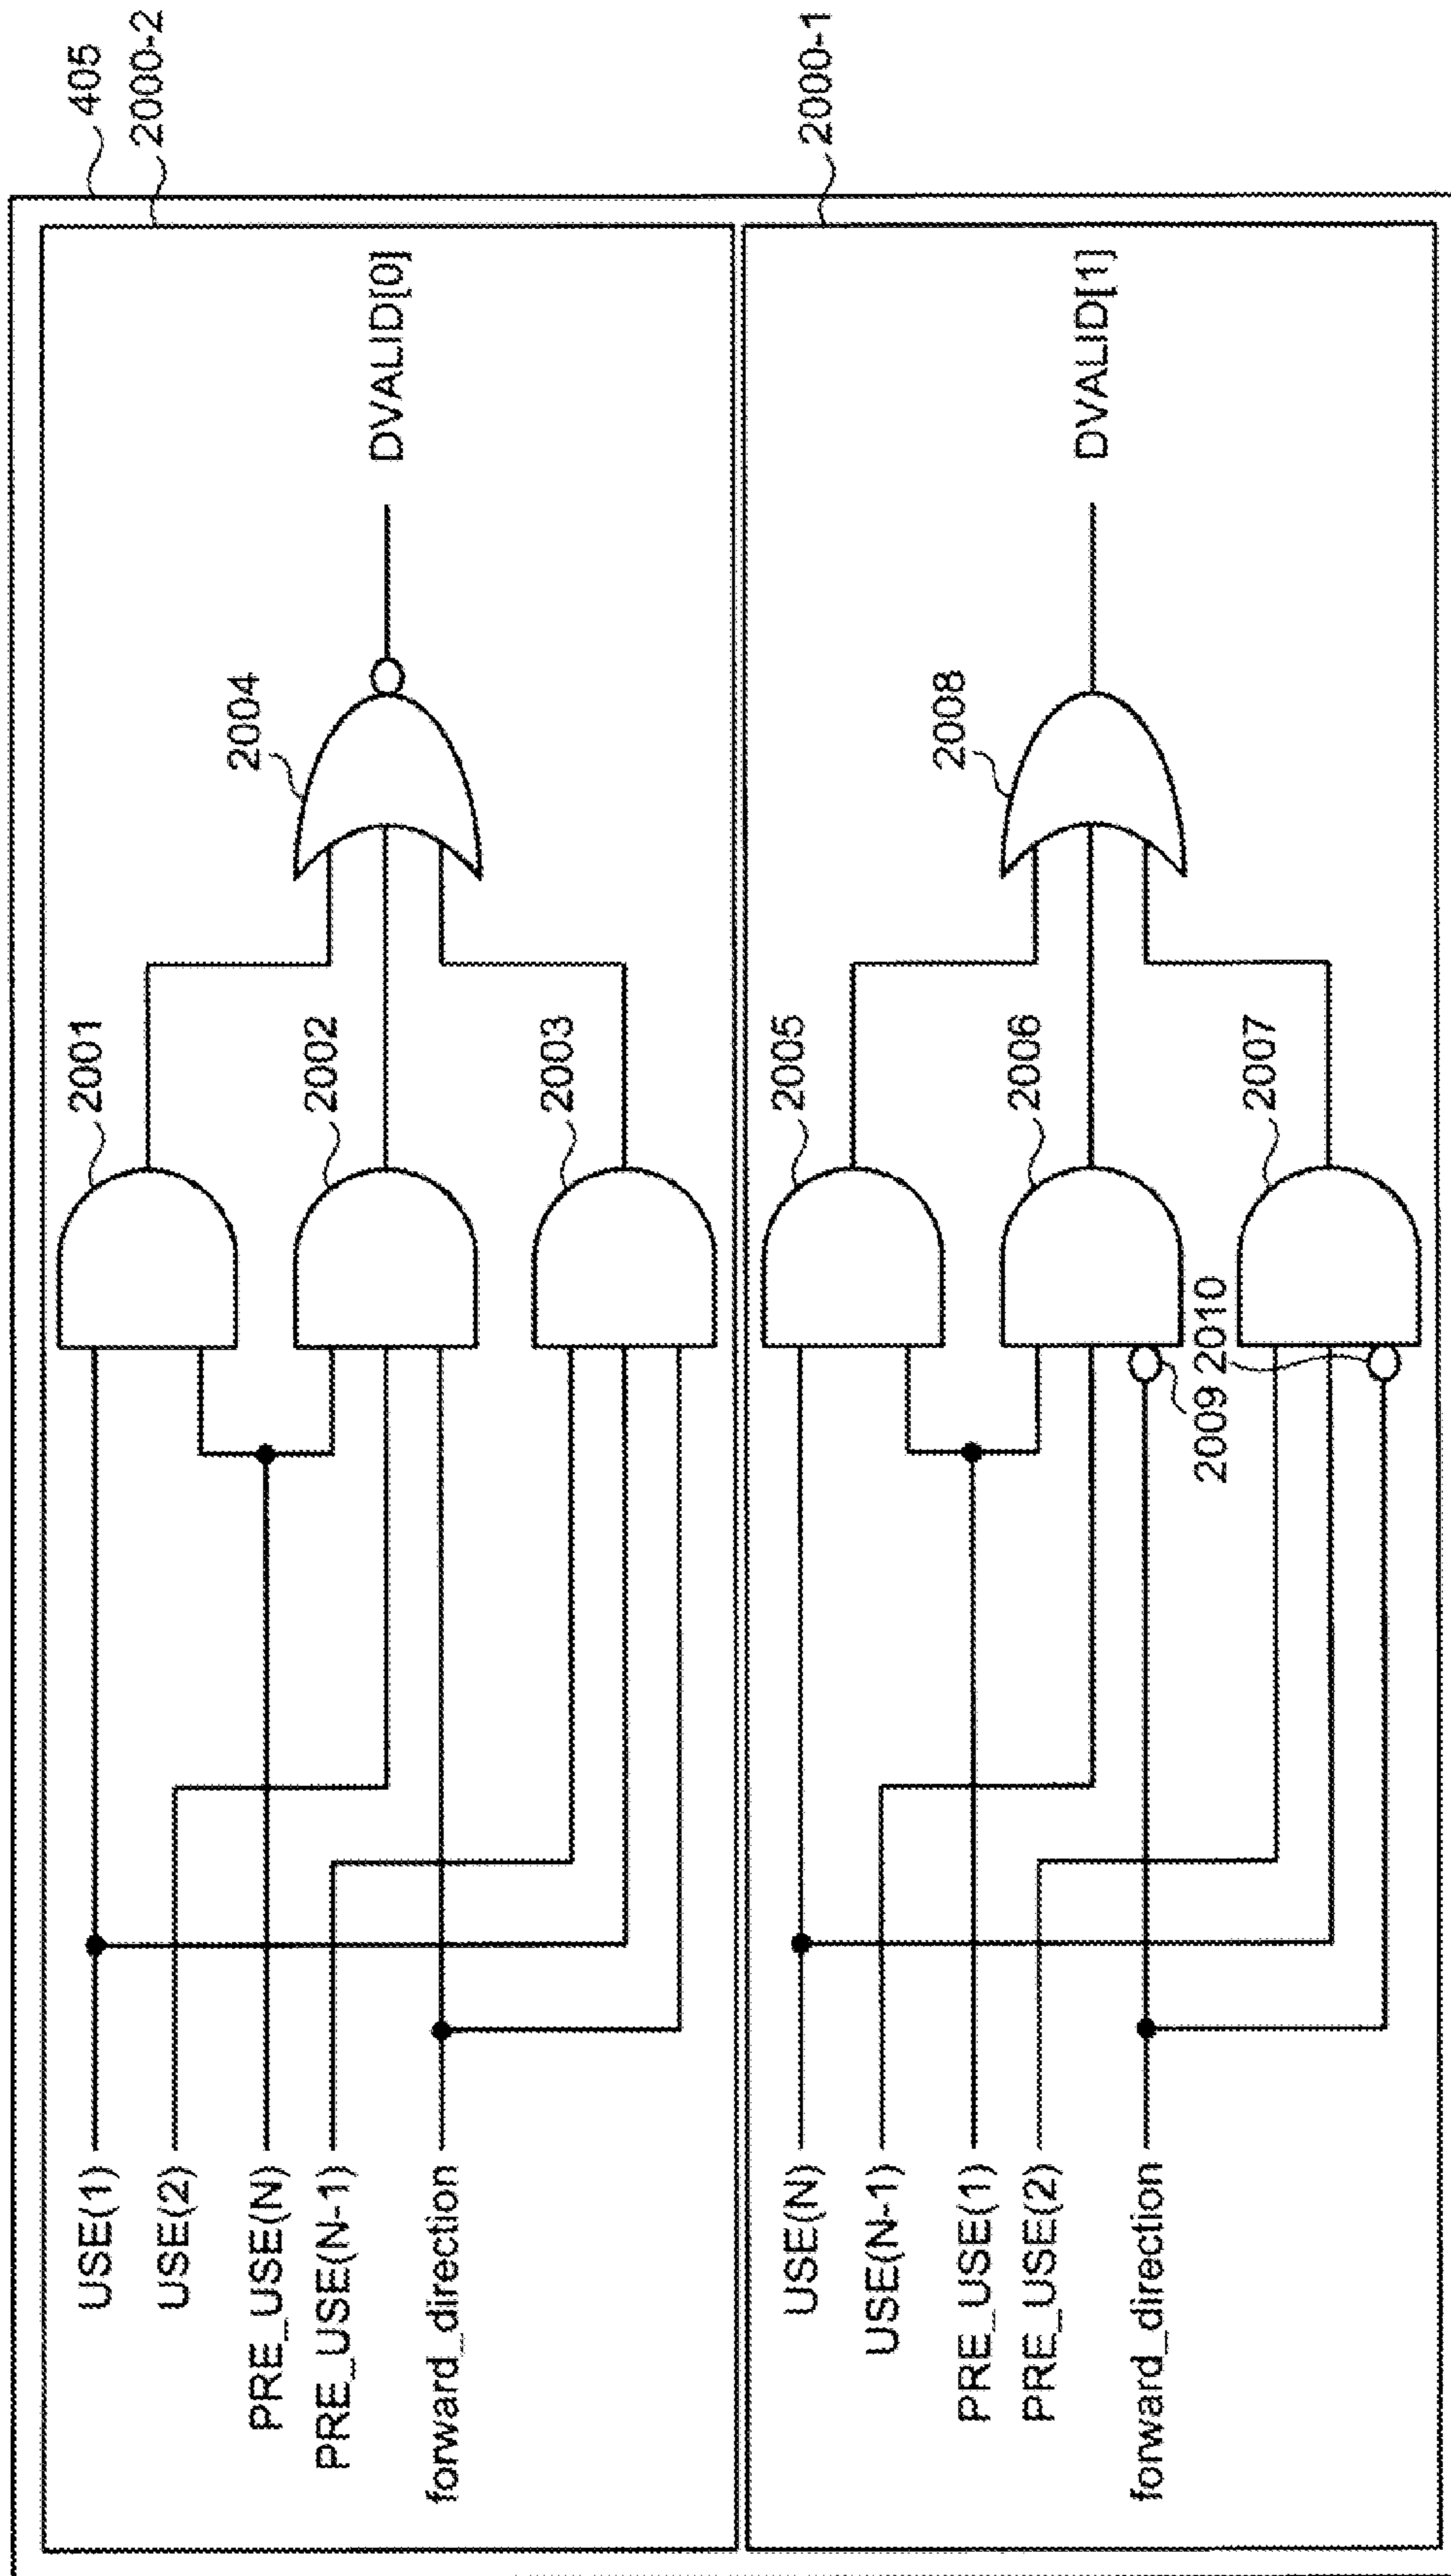 405
2000-2
USE(1)
USE(2)
PRE_USE(N)
PRE_USE(N-1)
forward_direction
2001
2002
2003
2004
DVALID[0]
2000-1
USE(N)
USE(N-1)
PRE_USE(1)
PRE_USE(2)
forward_direction
2005
2006
2007
2009
2010
2008
DVALID[1]